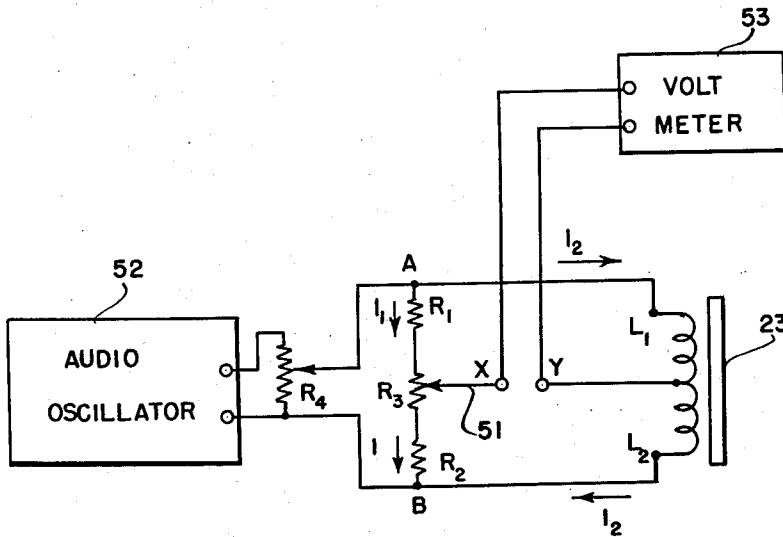 53
VOLT
METER
I₂
52
A
I₁
R₁
L₁
23
AUDIO
OSCILLATOR
R₄
R₃
X
Y
51
I
R₂
L₂
B
I₂